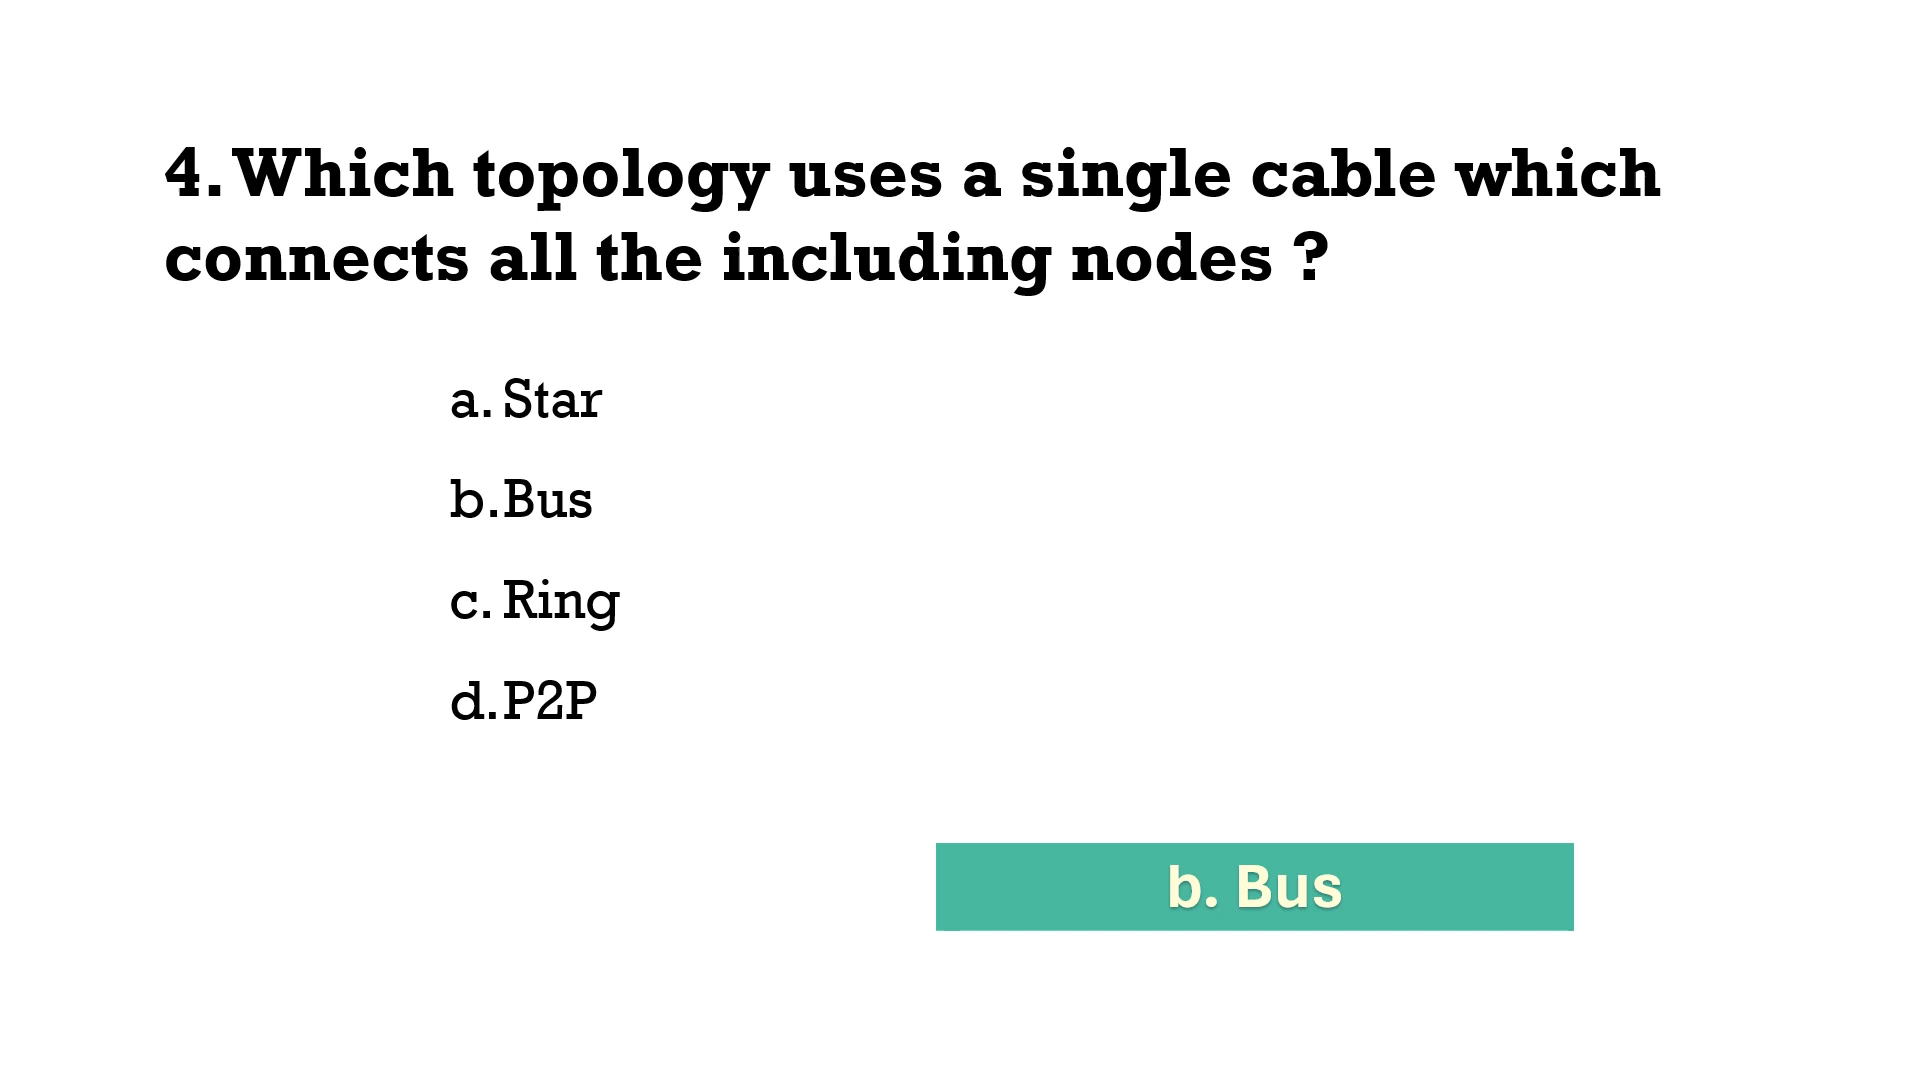 4. Which topology uses a single cable which
connects all the including nodes ?
a. Star
b. Bus
c. Ring
d. P2P
b. Bus